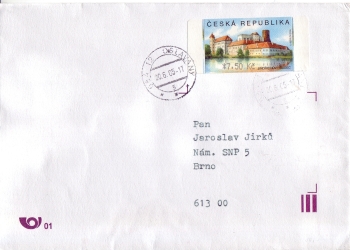 ČESKÁ REPUBLIKA
17,50 Kč
Pan
Jaroslav Jirků
Nám. SNP 5
Brno
613 00
01